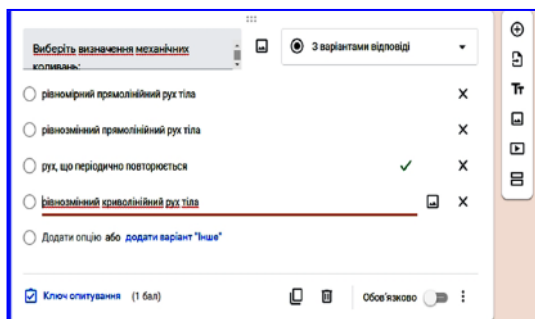 Виберіть визначення механічних
коливань:
З варіантами відповіді
рівномірний прямолінійний рух тіла
рівнозмінний прямолінійний рух тіла
рух, що періодично повторюється
рівнозмінний криволінійний рух тіла
Додати опцію або додати варіант "Інше"
Ключ опитування (1 бал)
Обов'язково
Тт